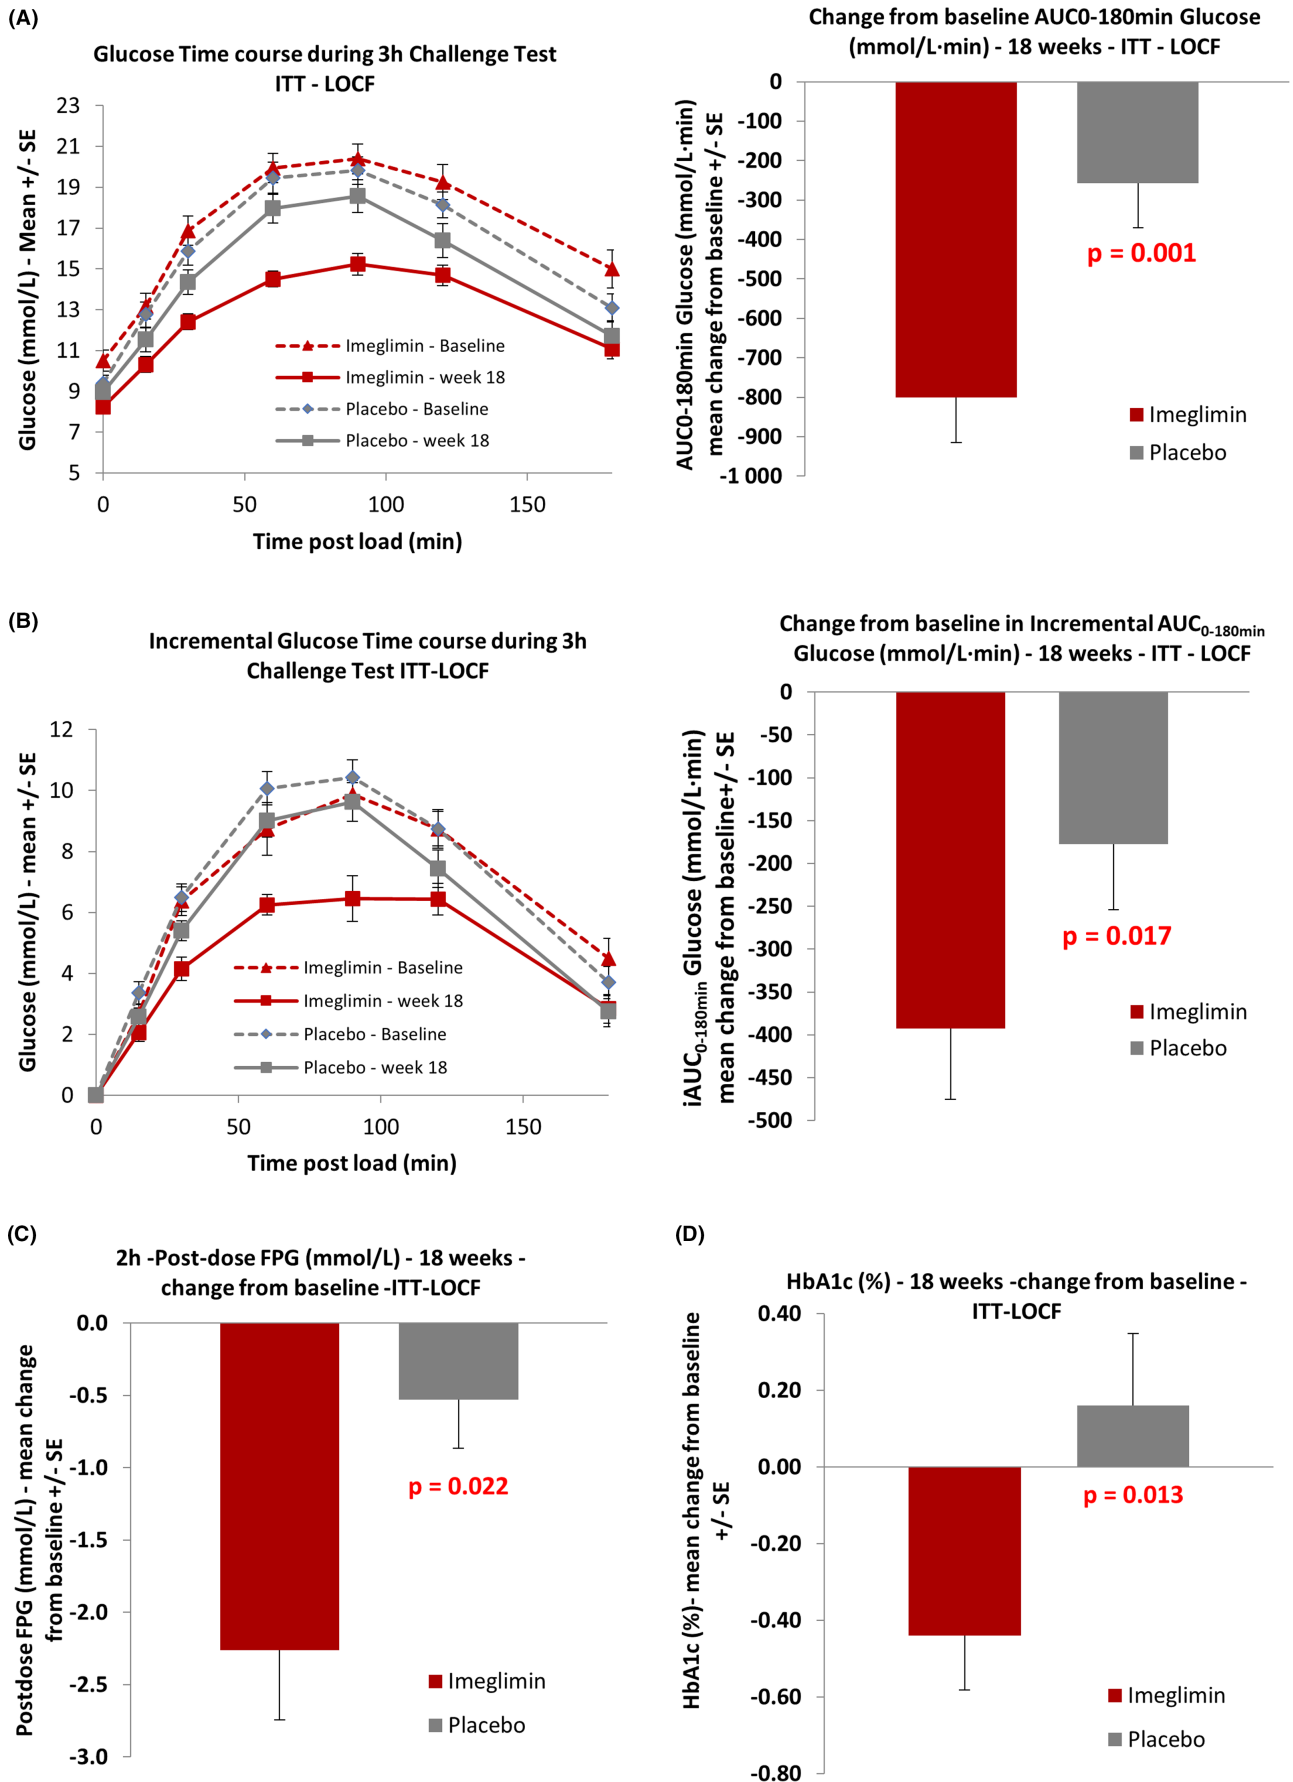 (A)
Glucose Time course during 3h Challenge Test
ITT - LOCF
Glucose (mmol/L) - Mean +/- SE
23
21
19
17
15
13
11
9
7
5
Imeglimin - Baseline
Imeglimin - week 18
Placebo - Baseline
Placebo - week 18
0 50 100 150
Time post load (min)
Change from baseline AUC0-180min Glucose
(mmol/L·min) - 18 weeks - ITT - LOCF
AUC0-180min Glucose (mmol/L·min)
mean change from baseline +/- SE
0
-100
-200
-300
-400
-500
-600
-700
-800
-900
-1 000
p = 0.001
Imeglimin
Placebo
(B)
Incremental Glucose Time course during 3h
Challenge Test ITT-LOCF
Glucose (mmol/L) - mean +/- SE
12
10
8
6
4
2
0
Imeglimin - Baseline
Imeglimin - week 18
Placebo - Baseline
Placebo - week 18
0 50 100 150
Time post load (min)
Change from baseline in Incremental AUC0-180min
Glucose (mmol/L·min) - 18 weeks - ITT - LOCF
iAUC0-180min Glucose (mmol/L·min)
mean change from baseline+/- SE
0
-50
-100
-150
-200
-250
-300
-350
-400
-450
-500
p = 0.017
Imeglimin
Placebo
(C)
2h -Post-dose FPG (mmol/L) - 18 weeks -
change from baseline -ITT-LOCF
Postdose FPG (mmol/L) - mean change
from baseline +/- SE
0.0
-0.5
-1.0
-1.5
-2.0
-2.5
-3.0
p = 0.022
Imeglimin
Placebo
(D)
HbA1c (%) - 18 weeks -change from baseline -
ITT-LOCF
HbA1c (%)- mean change from baseline
+/- SE
0.40
0.20
0.00
-0.20
-0.40
-0.60
-0.80
p = 0.013
Imeglimin
Placebo